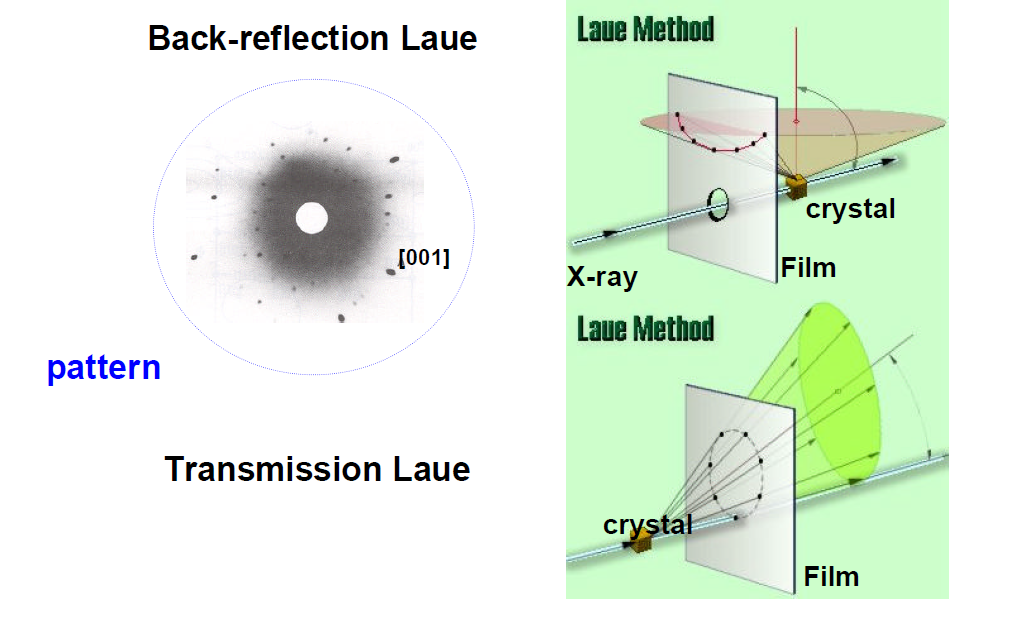 Back-reflection Laue
[001]
pattern
Transmission Laue
Laue Method
crystal
X-ray
Film
Laue Method
crystal
Film